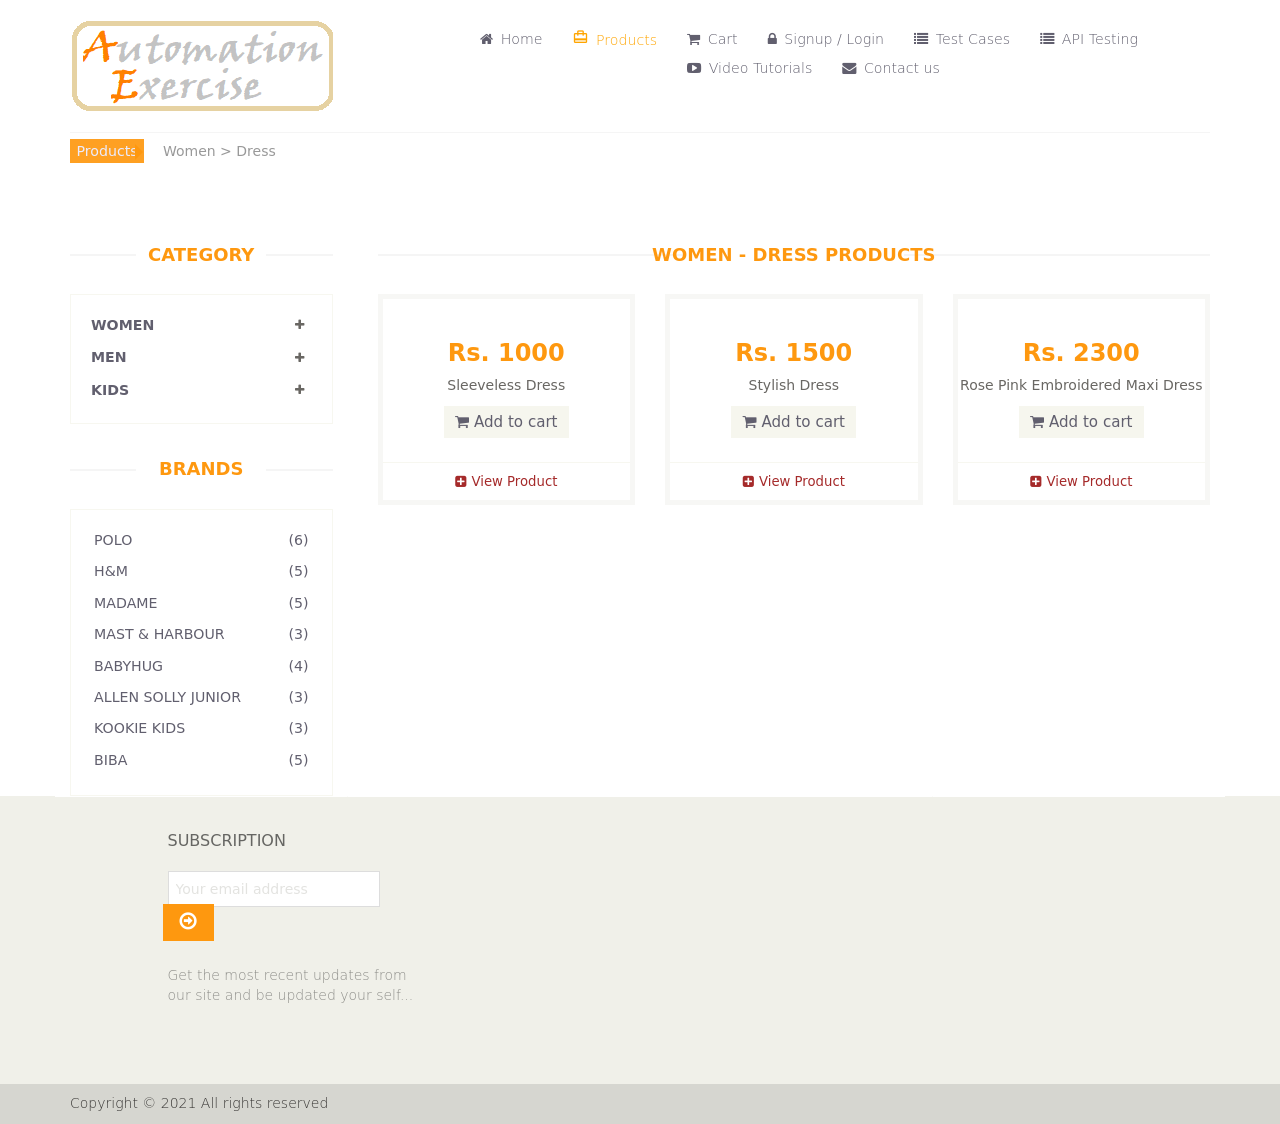 Automation
Exercise
Home Products Cart Signup / Login Test Cases API Testing
Video Tutorials Contact us
Products Women > Dress
CATEGORY
WOMEN
MEN
KIDS
BRANDS
POLO (6)
H&M (5)
MADAME (5)
MAST & HARBOUR (3)
BABYHUG (4)
ALLEN SOLLY JUNIOR (3)
KOOKIE KIDS (3)
BIBA (5)
WOMEN - DRESS PRODUCTS
Rs. 1000
Sleeveless Dress
Add to cart
View Product
Rs. 1500
Stylish Dress
Add to cart
View Product
Rs. 2300
Rose Pink Embroidered Maxi Dress
Add to cart
View Product
SUBSCRIPTION
Your email address
Get the most recent updates from
our site and be updated your self...
Copyright © 2021 All rights reserved